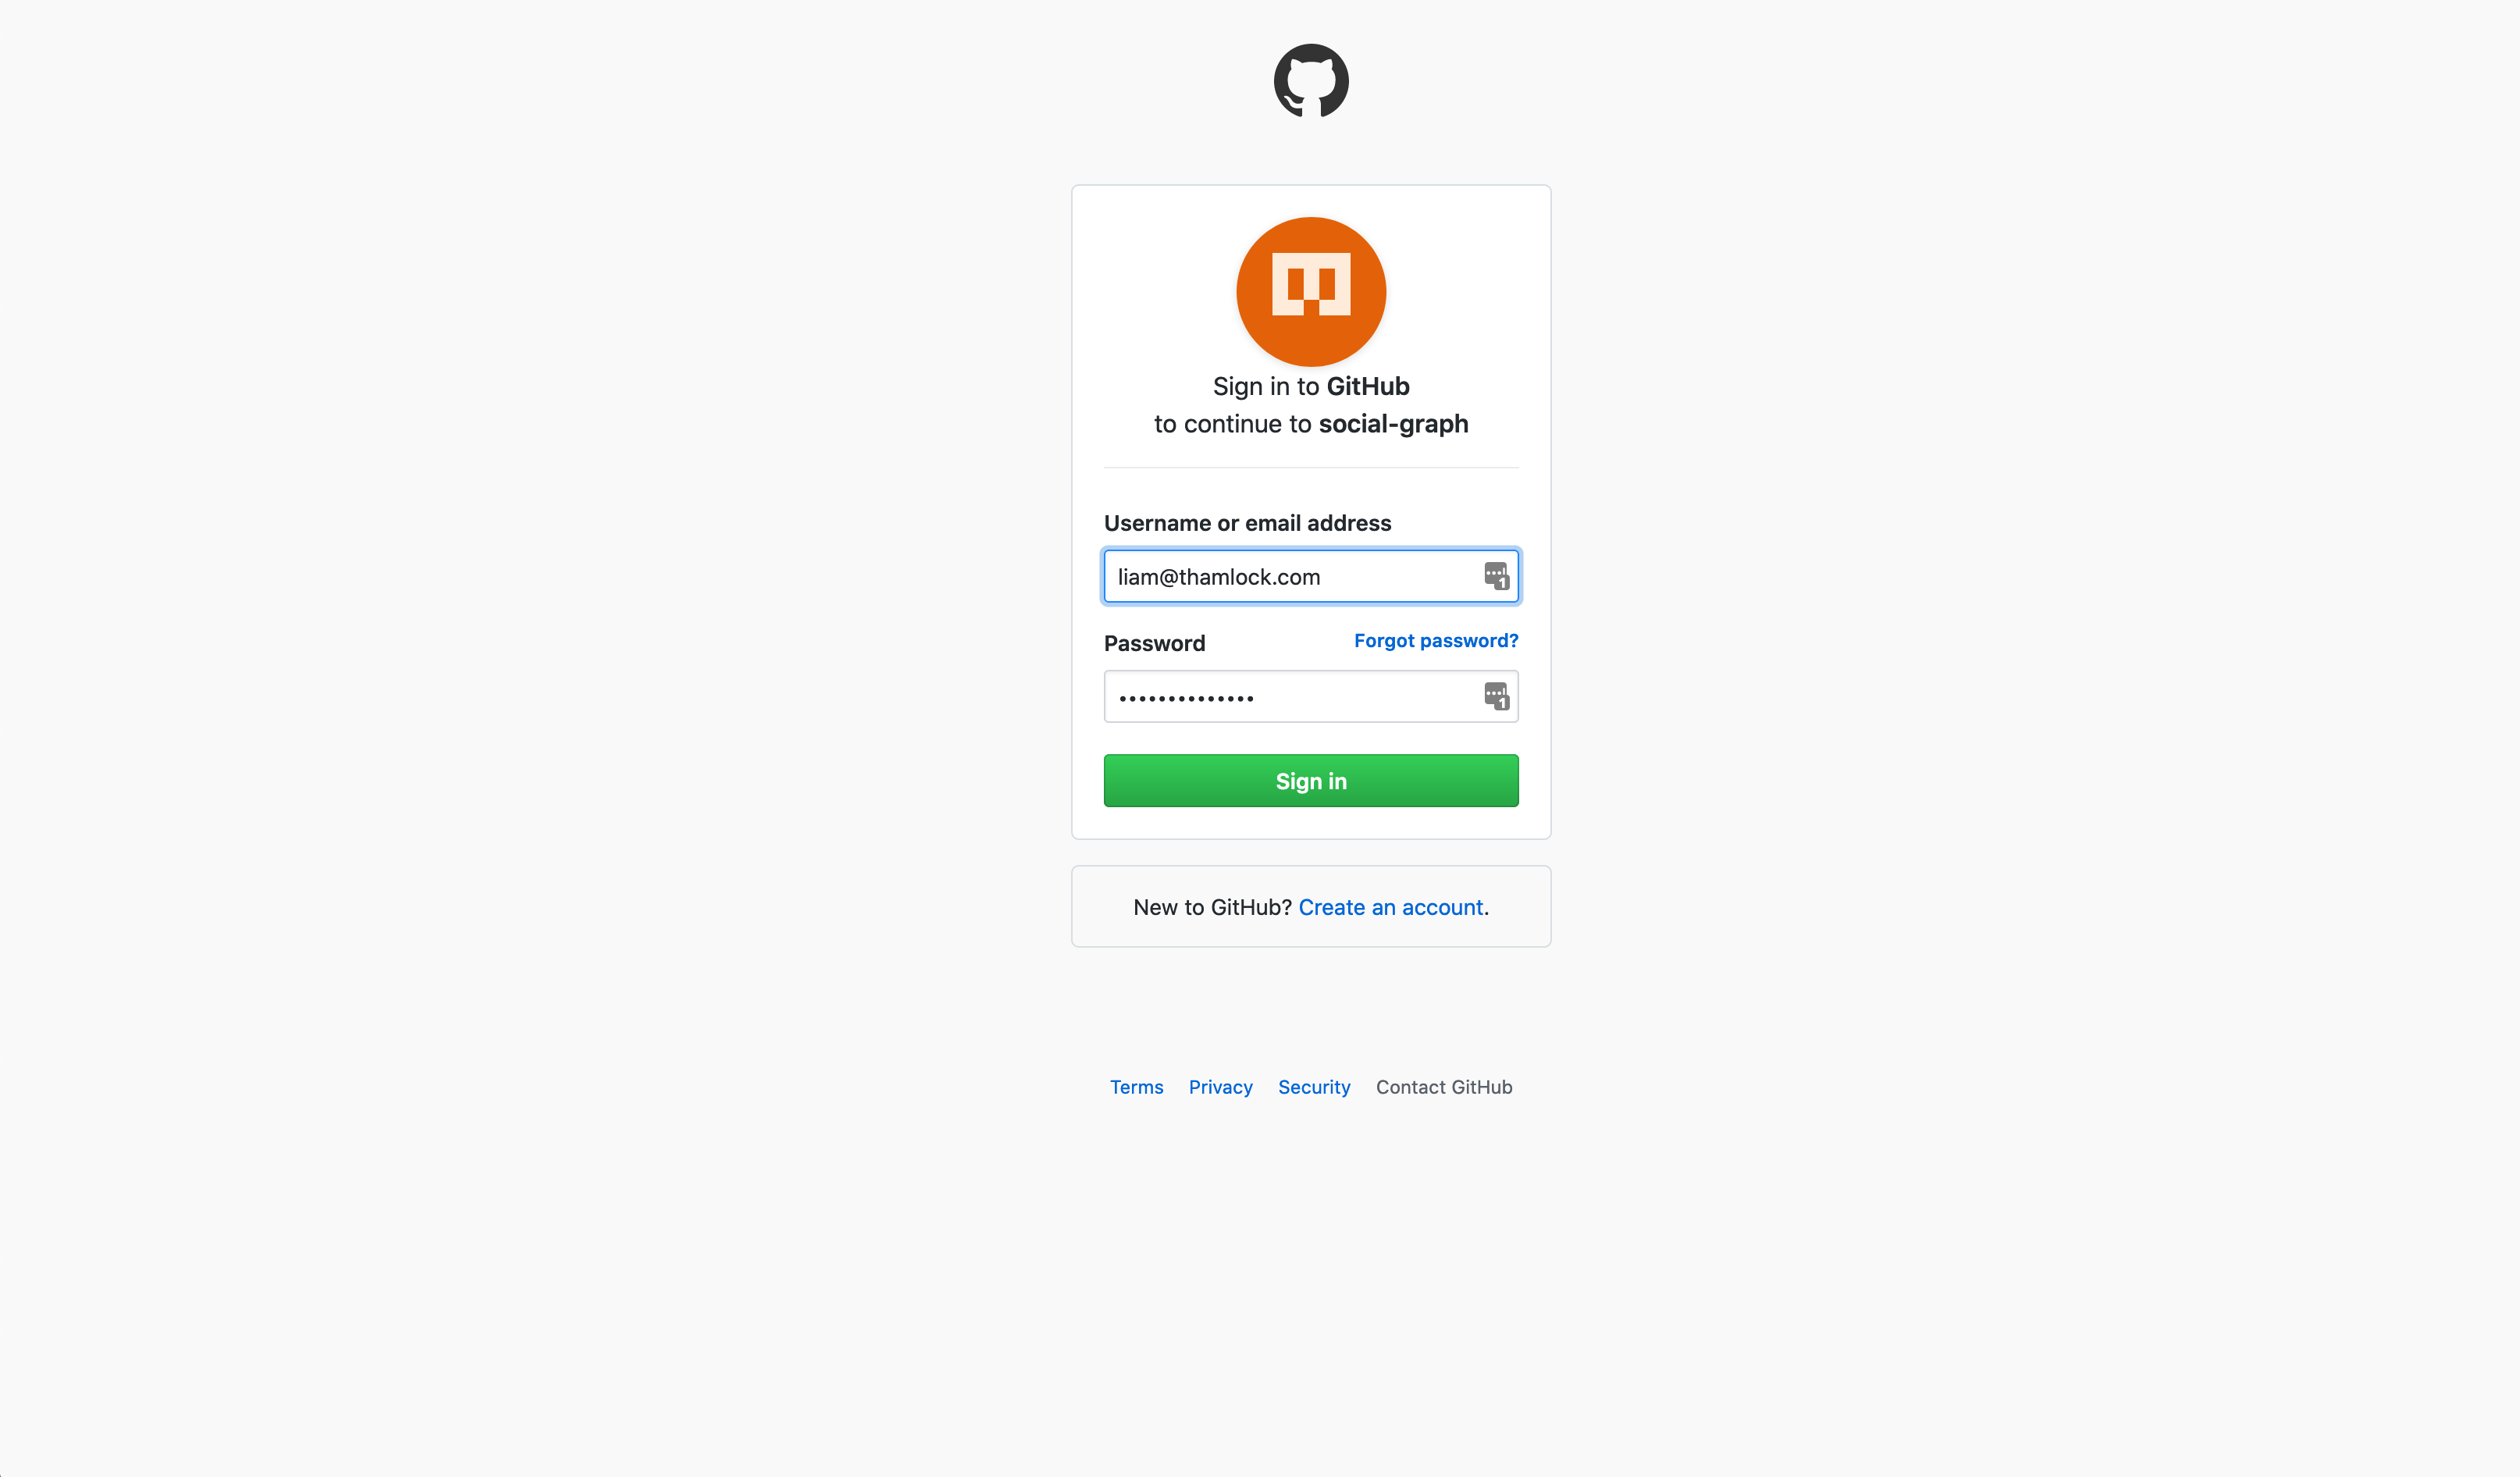 Sign in to GitHub
to continue to social-graph
Username or email address
liam@thamlock.com
Password Forgot password?
••••••••••••••
Sign in
New to GitHub? Create an account.
Terms Privacy Security Contact GitHub